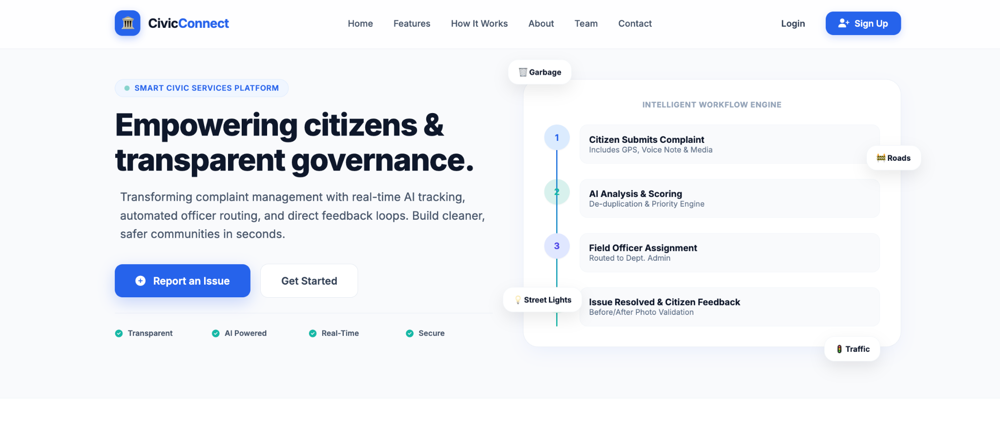 CivicConnect
Home
Features
How It Works
About
Team
Contact
Login
Sign Up
SMART CIVIC SERVICES PLATFORM
Empowering citizens &
transparent governance.
Transforming complaint management with real-time AI tracking,
automated officer routing, and direct feedback loops. Build cleaner,
safer communities in seconds.
Report an Issue
Get Started
Transparent
AI Powered
Real-Time
Secure
Garbage
INTELLIGENT WORKFLOW ENGINE
1
Citizen Submits Complaint
Includes GPS, Voice Note & Media
Roads
2
AI Analysis & Scoring
De-duplication & Priority Engine
3
Field Officer Assignment
Routed to Dept. Admin
Street Lights
Issue Resolved & Citizen Feedback
Before/After Photo Validation
Traffic